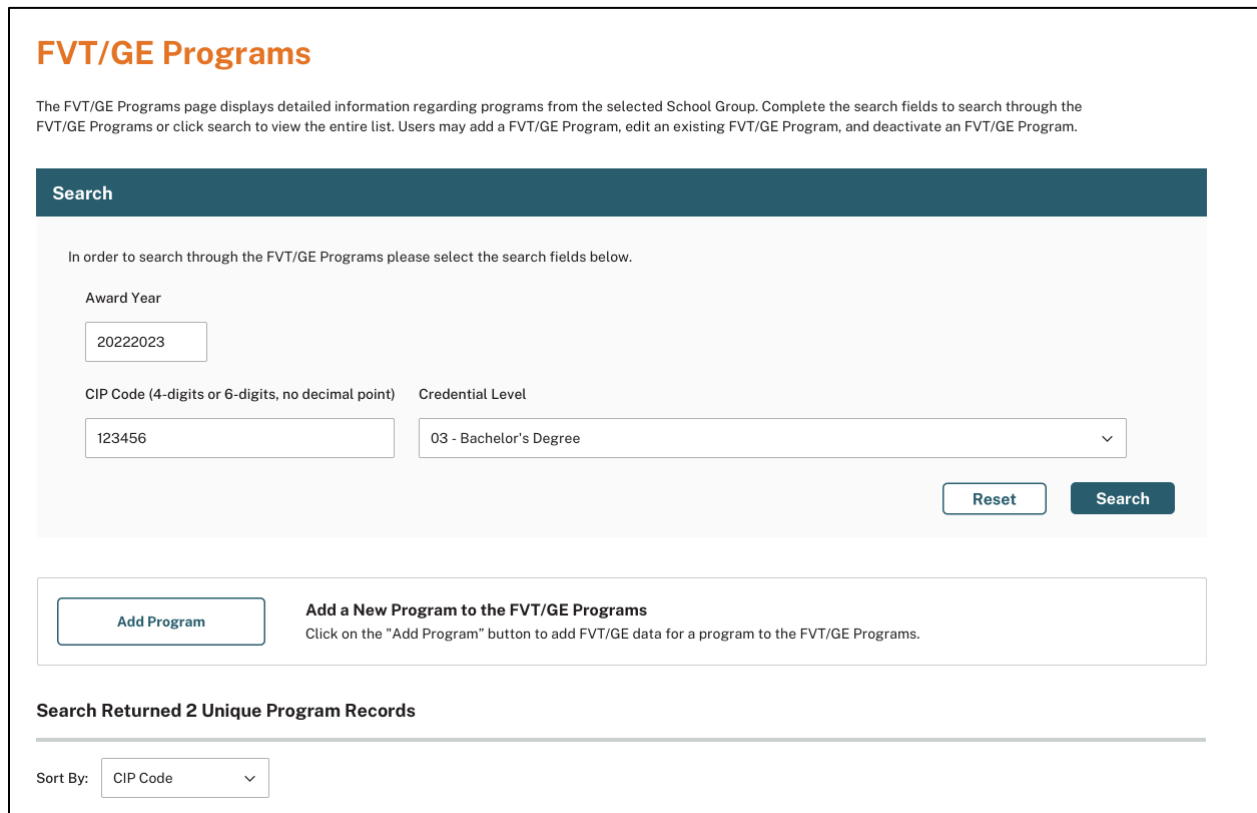 FVT/GE Programs
The FVT/GE Programs page displays detailed information regarding programs from the selected School Group. Complete the search fields to search through the
FVT/GE Programs or click search to view the entire list. Users may add a FVT/GE Program, edit an existing FVT/GE Program, and deactivate an FVT/GE Program.
Search
In order to search through the FVT/GE Programs please select the search fields below.
Award Year
20222023
CIP Code (4-digits or 6-digits, no decimal point) Credential Level
123456 03 - Bachelor's Degree
Reset Search
Add Program
Add a New Program to the FVT/GE Programs
Click on the "Add Program” button to add FVT/GE data for a program to the FVT/GE Programs.
Search Returned 2 Unique Program Records
Sort By: CIP Code